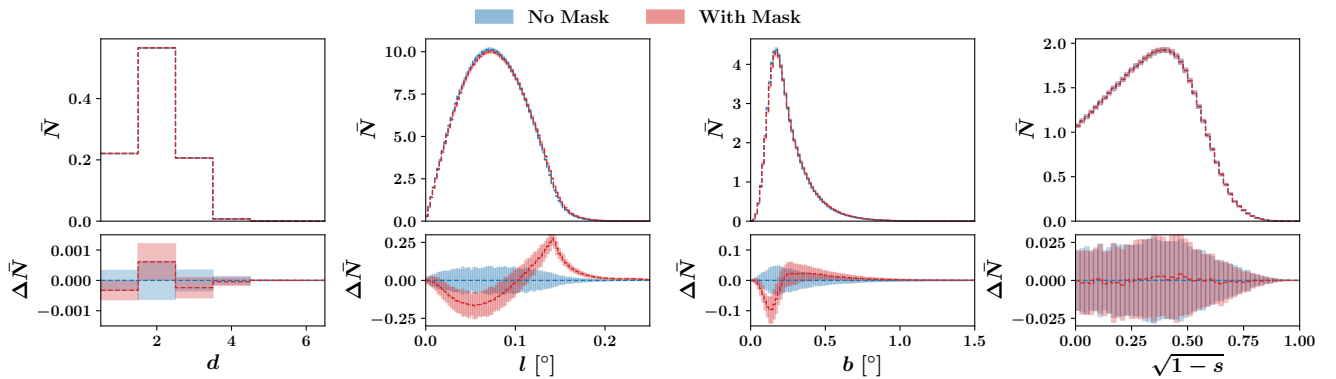 No Mask With Mask
N̄ 0.4 0.2 0.0
N̄ 10.0 7.5 5.0 2.5 0.0
N̄ 4 3 2 1 0
N̄ 2.0 1.5 1.0 0.5 0.0
ΔN̄ 0.001 0.000 −0.001
ΔN̄ 0.25 0.00 −0.25
ΔN̄ 0.1 0.0 −0.1
ΔN̄ 0.020 0.000 −0.020
2 4 6
0.0 0.1 0.2
0.0 0.5 1.0 1.5
0.00 0.25 0.50 0.75 1.00
d
l [°]
b [°]
√1 − s